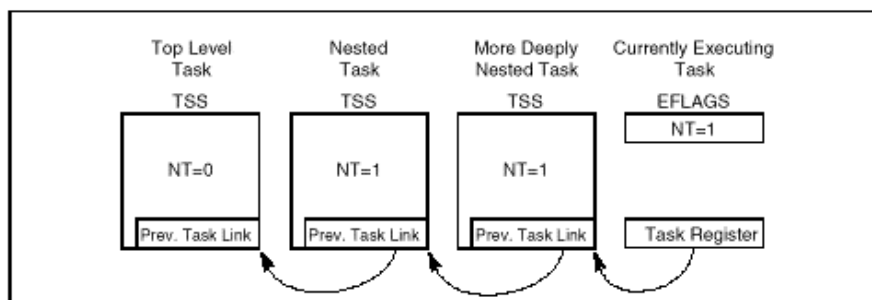 Top Level
Task
TSS
NT=0
Prev. Task Link
Nested
Task
TSS
NT=1
Prev. Task Link
More Deeply
Nested Task
TSS
NT=1
Prev. Task Link
Currently Executing
Task
EFLAGS
NT=1
Task Register